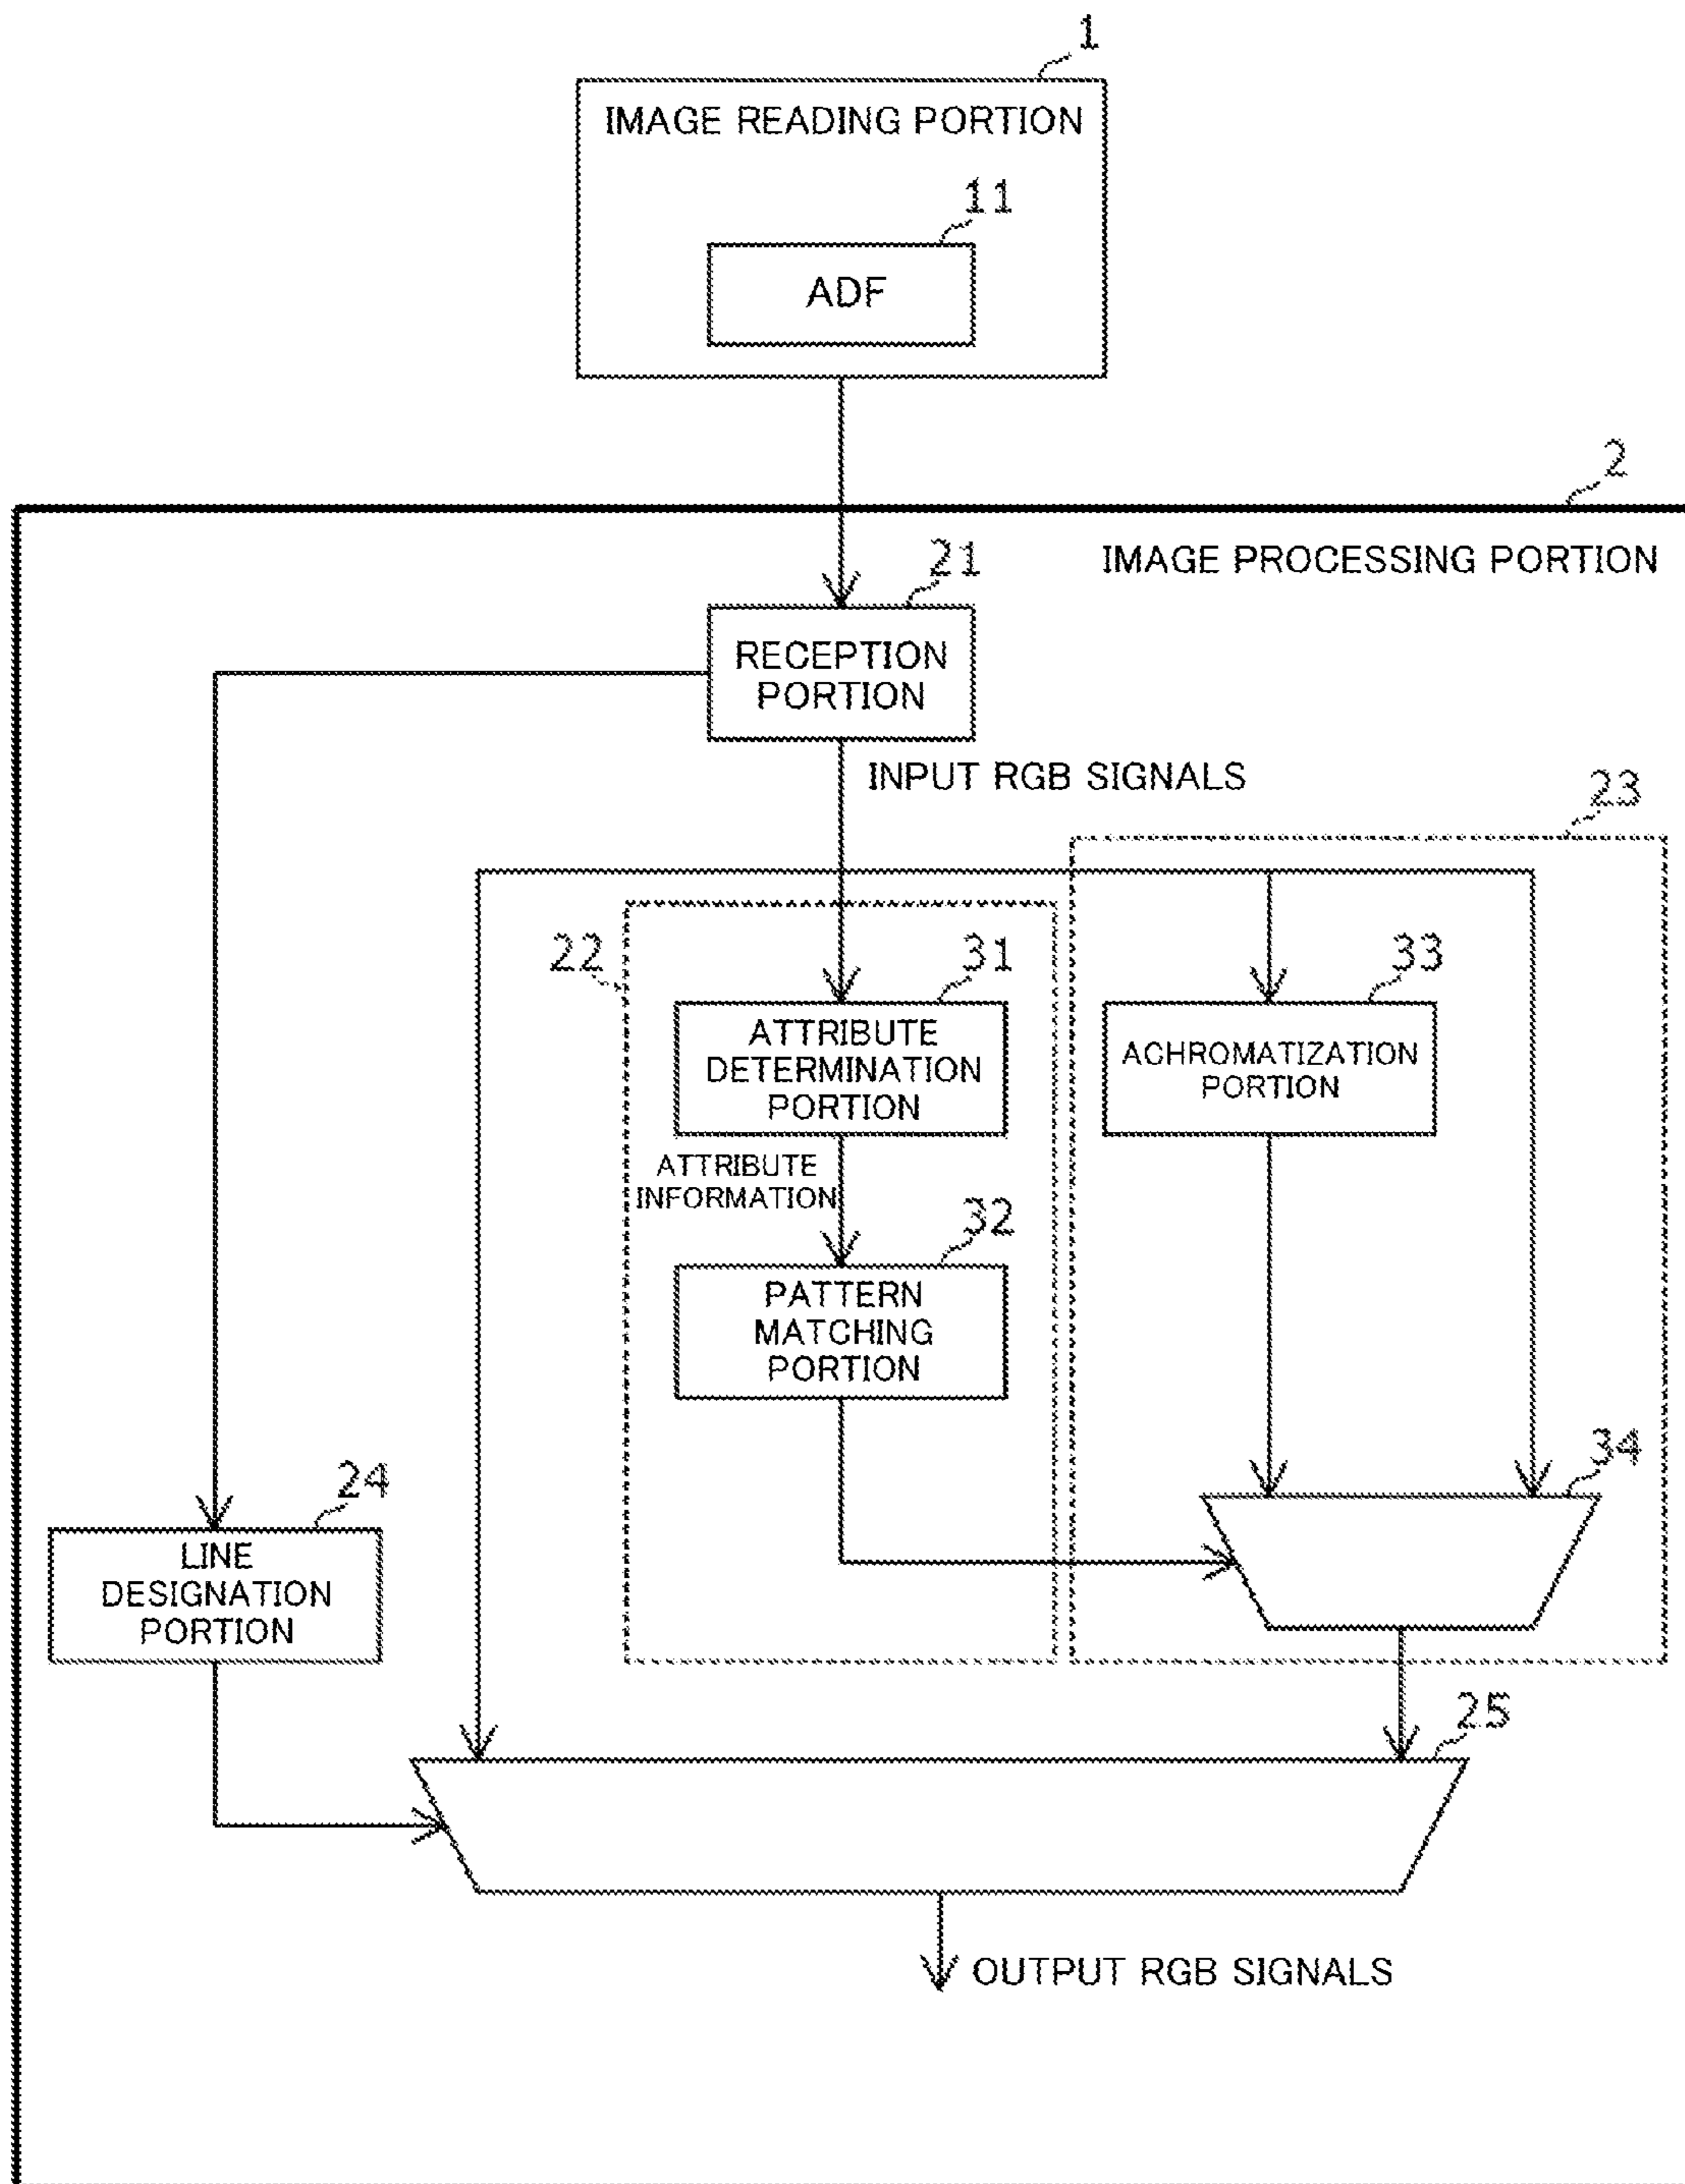 1
IMAGE READING PORTION
11
ADF
2
IMAGE PROCESSING PORTION
21
RECEPTION
PORTION
INPUT RGB SIGNALS
23
22
31
33
ATTRIBUTE
DETERMINATION
PORTION
ACHROMATIZATION
PORTION
ATTRIBUTE
INFORMATION
32
PATTERN
MATCHING
PORTION
34
24
LINE
DESIGNATION
PORTION
25
OUTPUT RGB SIGNALS